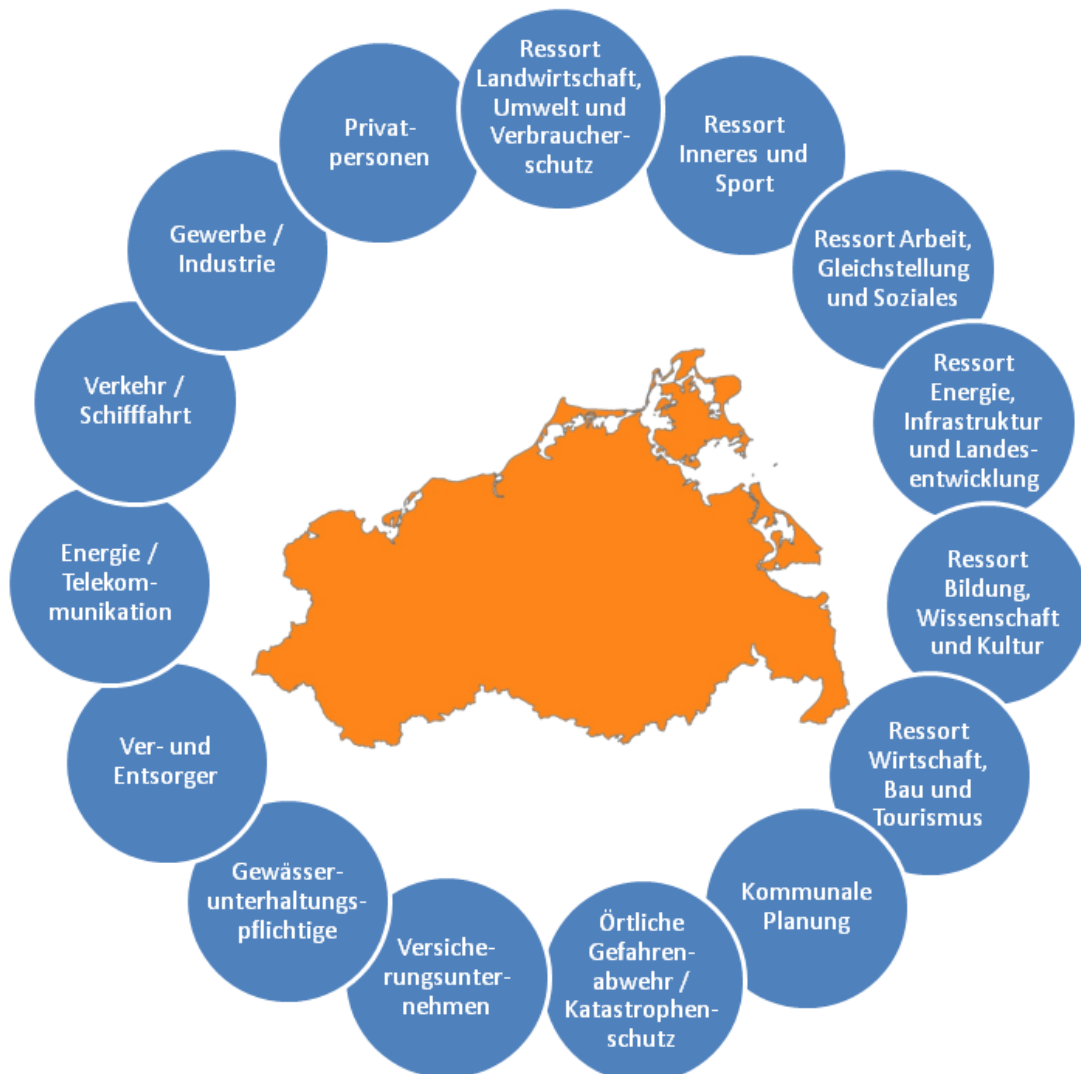 Ressort
Landwirtschaft,
Umwelt und
Verbraucher-
schutz
Ressort
Inneres und
Sport
Ressort Arbeit,
Gleichstellung
und Soziales
Ressort
Energie,
Infrastruktur
und Landes-
entwicklung
Ressort
Bildung,
Wissenschaft
und Kultur
Ressort
Wirtschaft,
Bau und
Tourismus
Kommunale
Planung
Örtliche
Gefahren-
abwehr /
Katastrophen-
schutz
Versiche-
rungsunter-
nehmen
Gewässer-
unterhaltungs-
pflichtige
Ver- und
Entsorger
Energie /
Telekom-
munikation
Verkehr /
Schifffahrt
Gewerbe /
Industrie
Privat-
personen